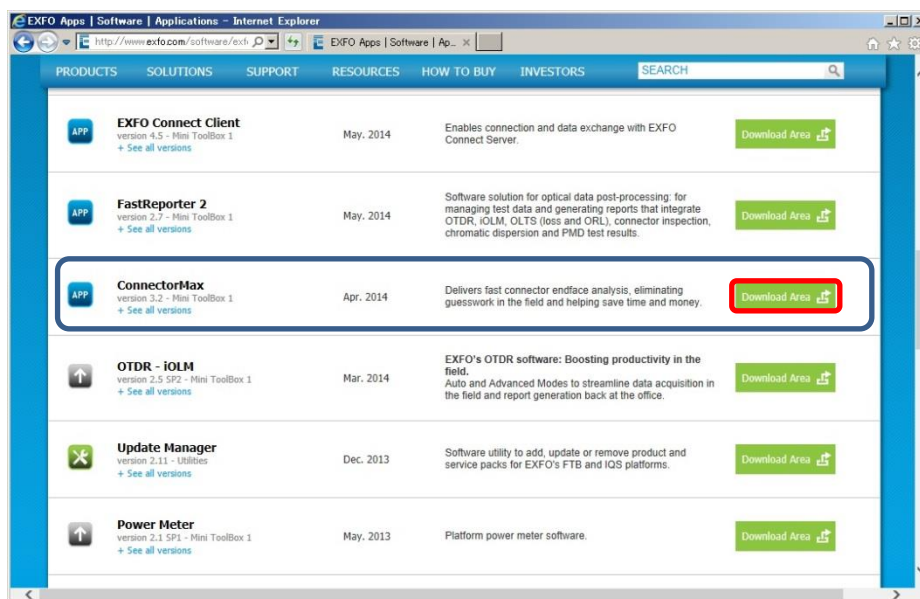 EXFO Apps | Software | Applications - Internet Explorer
http://www.exfo.com/software/exf
EXFO Apps | Software | Ap...
PRODUCTS SOLUTIONS SUPPORT RESOURCES HOW TO BUY INVESTORS SEARCH
APP
EXFO Connect Client
version 4.5 - Mini ToolBox 1
+ See all versions
May. 2014
Enables connection and data exchange with EXFO
Connect Server.
Download Area
APP
FastReporter 2
version 2.7 - Mini ToolBox 1
+ See all versions
May. 2014
Software solution for optical data post-processing: for
managing test data and generating reports that integrate
OTDR, iOLM, OLTS (loss and ORL), connector inspection,
chromatic dispersion and PMD test results.
Download Area
APP
ConnectorMax
version 3.2 - Mini ToolBox 1
+ See all versions
Apr. 2014
Delivers fast connector endface analysis, eliminating
guesswork in the field and helping save time and money.
Download Area
OTDR - iOLM
version 2.5 SP2 - Mini ToolBox 1
+ See all versions
Mar. 2014
EXFO's OTDR software: Boosting productivity in the
field.
Auto and Advanced Modes to streamline data acquisition in
the field and report generation back at the office.
Download Area
Update Manager
version 2.11 - Utilities
+ See all versions
Dec. 2013
Software utility to add, update or remove product and
service packs for EXFO's FTB and IQS platforms.
Download Area
Power Meter
version 2.1 SP1 - Mini ToolBox 1
+ See all versions
May. 2013
Platform power meter software.
Download Area